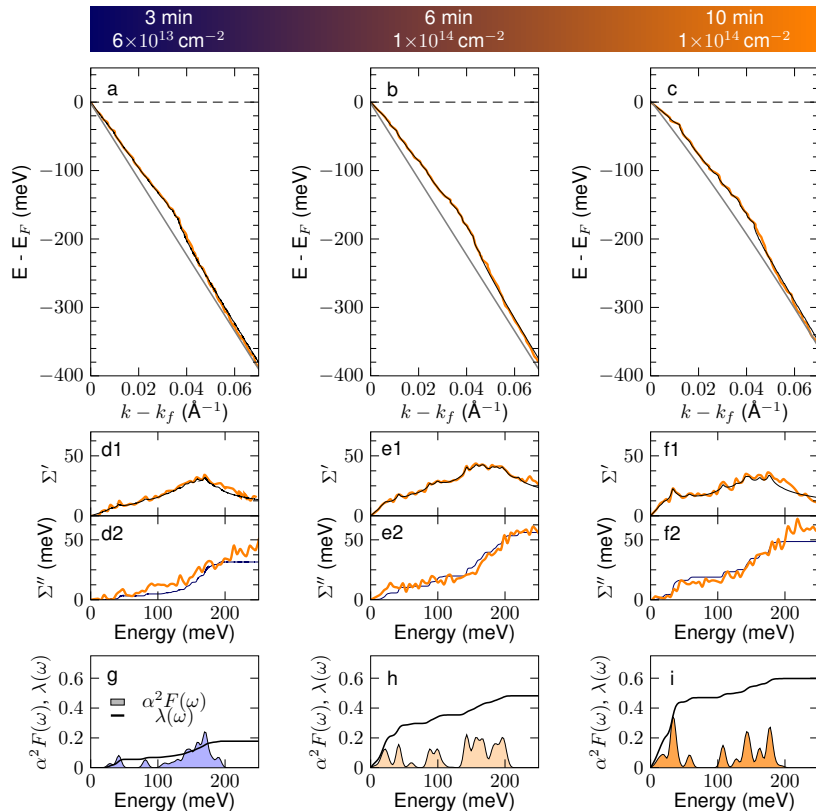 3 min 6 min 10 min
6×10¹³ cm⁻² 1×10¹⁴ cm⁻² 1×10¹⁴ cm⁻²
a b c
E - E_F (meV) E - E_F (meV) E - E_F (meV)
0 0 0
−100 −100 −100
−200 −200 −200
−300 −300 −300
−400 −400 −400
0 0.02 0.04 0.06 0 0.02 0.04 0.06 0 0.02 0.04 0.06
k − k_f (Å⁻¹) k − k_f (Å⁻¹) k − k_f (Å⁻¹)
d1 e1 f1
Σ′ Σ′ Σ′
50 50 50
0 0 0
d2 e2 f2
Σ″ (meV) Σ″ (meV) Σ″ (meV)
50 50 50
0 0 0
0 100 200 0 100 200 0 100 200
Energy (meV) Energy (meV) Energy (meV)
g h i
α²F(ω), λ(ω) α²F(ω), λ(ω) α²F(ω), λ(ω)
α²F(ω)
λ(ω)
0.6 0.6 0.6
0.4 0.4 0.4
0.2 0.2 0.2
0.0 0.0 0.0
0 100 200 0 100 200 0 100 200
Energy (meV) Energy (meV) Energy (meV)